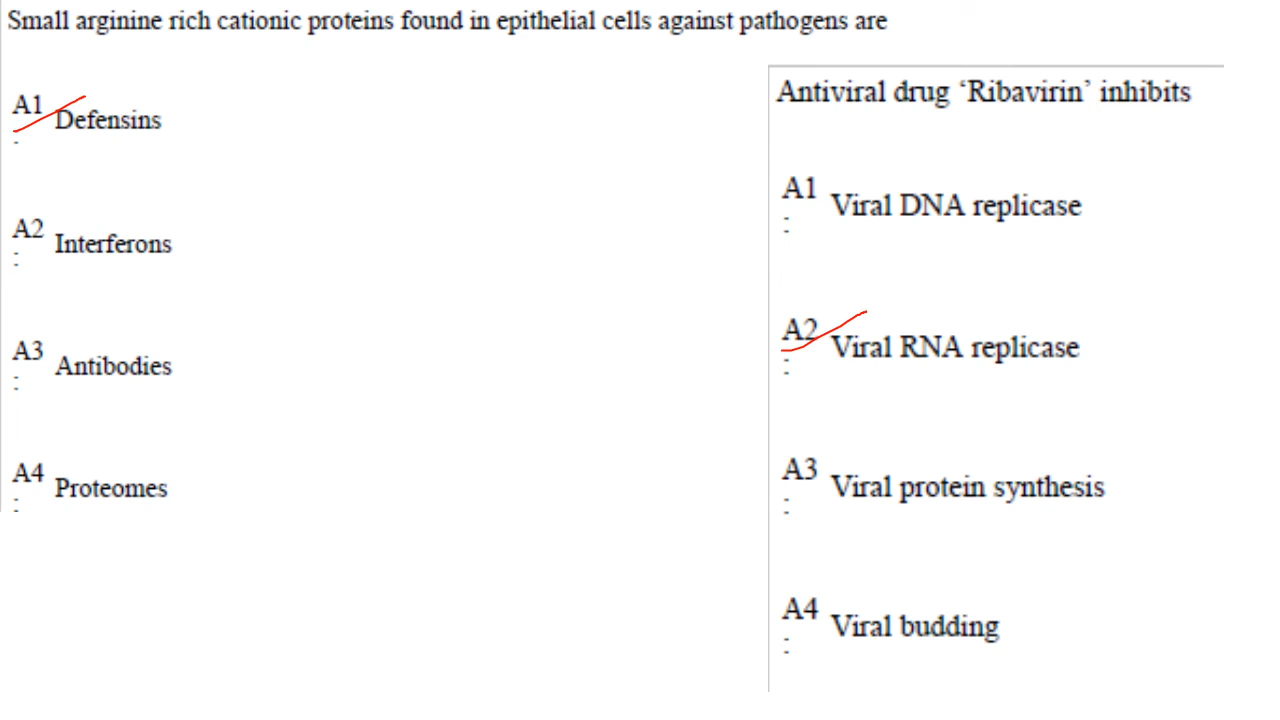 Small arginine rich cationic proteins found in epithelial cells against pathogens are
A1
: Defensins
A2
: Interferons
A3
: Antibodies
A4
: Proteomes
Antiviral drug ‘Ribavirin’ inhibits
A1
: Viral DNA replicase
A2
: Viral RNA replicase
A3
: Viral protein synthesis
A4
: Viral budding